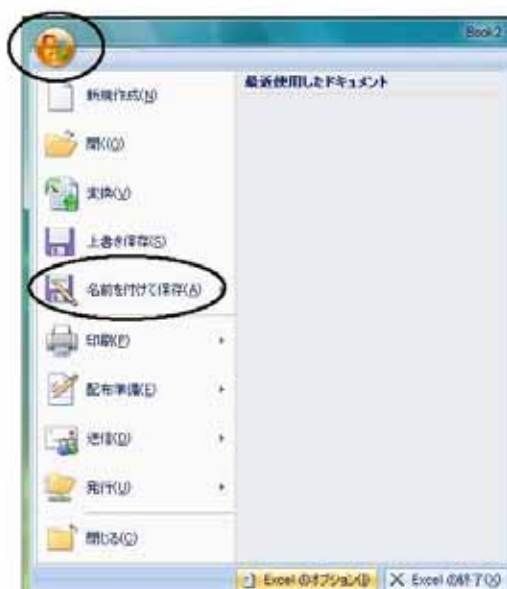 Book2
最近使用したドキュメント
新規作成(N)
開く(O)
変換(V)
上書き保存(S)
名前を付けて保存(A)
印刷(P)
配布準備(E)
送信(D)
発行(U)
閉じる(C)
Excel のオプション(I) Excel の終了(X)